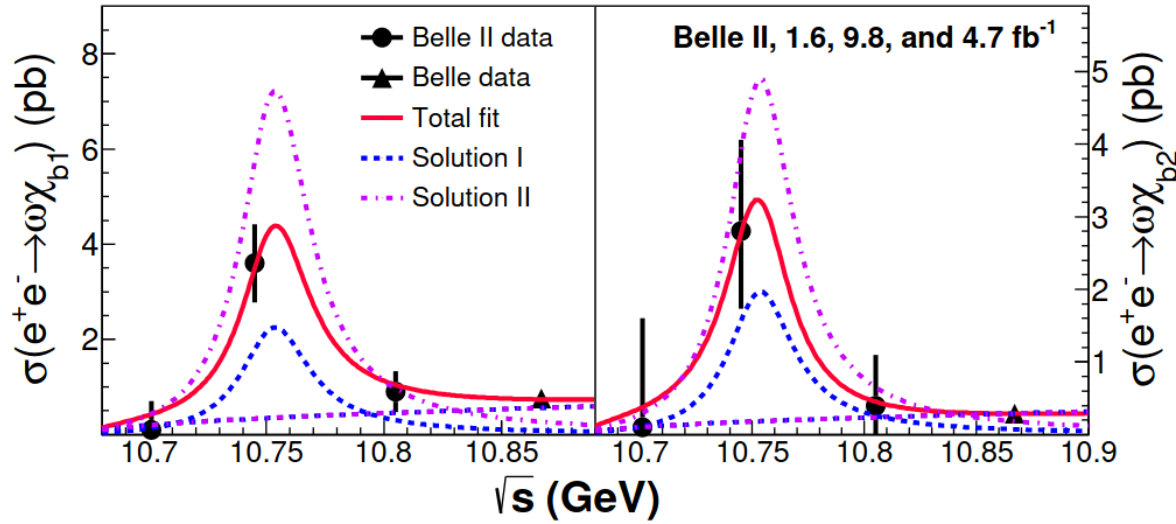 σ(e⁺e⁻→ωχ_b1) (pb)
8
6
4
2
Belle II data
Belle data
Total fit
Solution I
Solution II
10.7
10.75
10.8
10.85
Belle II, 1.6, 9.8, and 4.7 fb⁻¹
5
4
3
2
1
σ(e⁺e⁻→ωχ_b2) (pb)
10.7
10.75
10.8
10.85
10.9
√s (GeV)